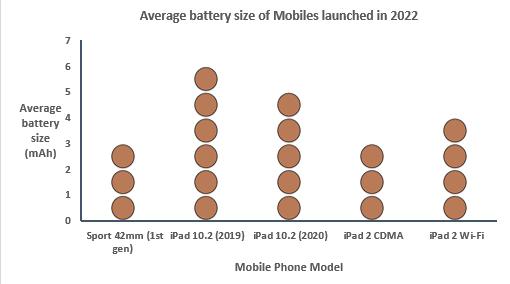 Average battery size of Mobiles launched in 2022
7
6
5
4
3
2
1
0
Average
battery
size
(mAh)
Sport 42mm (1st
gen)
iPad 10.2 (2019)
iPad 10.2 (2020)
iPad 2 CDMA
iPad 2 Wi-Fi
Mobile Phone Model